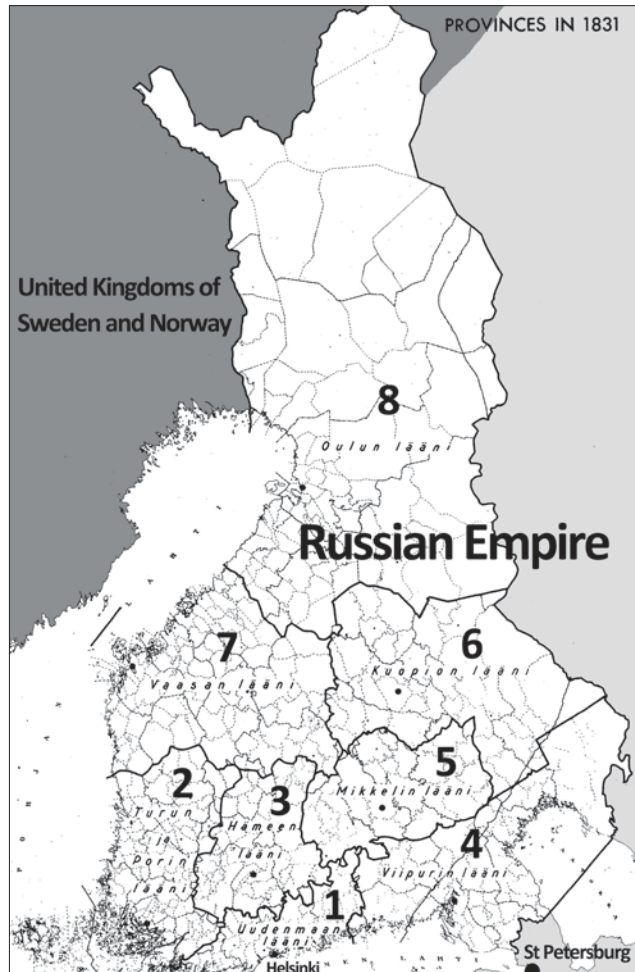 PROVINCES IN 1831
United Kingdoms of
Sweden and Norway
8
Oulun lääni
Russian Empire
7
Vaasan lääni
6
Kuopion lääni
5
Mikkelin lääni
2
Turun
ja
Porin
lääni
3
Hämeen
lääni
4
Viipurin lääni
1
Uudenmaan
lääni
Helsinki
St Petersburg
LAHTI